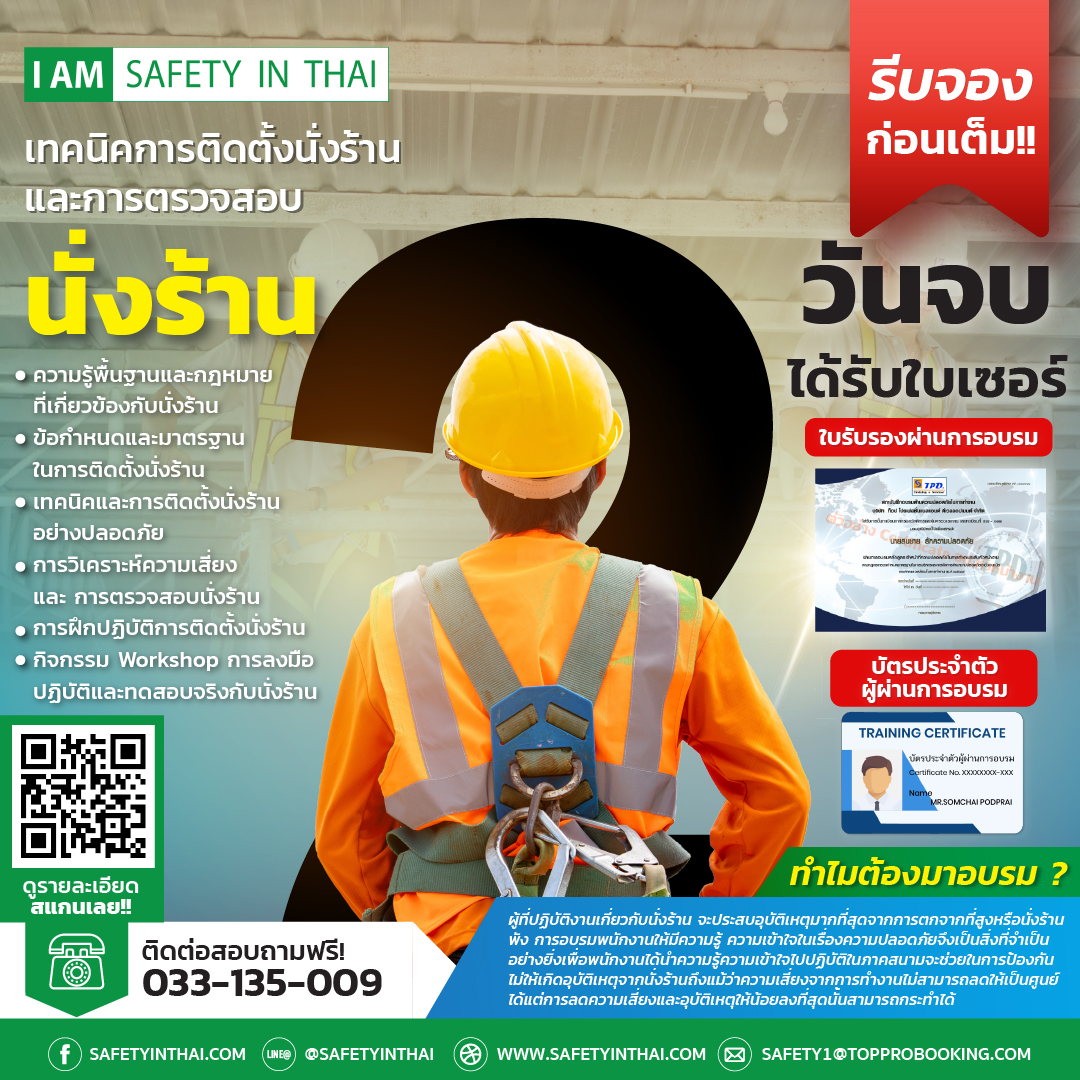 I AM SAFETY IN THAI
รีบจอง
ก่อนเต็ม!!
เทคนิคการติดตั้งนั่งร้าน
และการตรวจสอบ
นั่งร้าน
2
วันจบ
ได้รับใบเซอร์
• ความรู้พื้นฐานและกฎหมาย
ที่เกี่ยวข้องกับนั่งร้าน
• ข้อกำหนดและมาตรฐาน
ในการติดตั้งนั่งร้าน
• เทคนิคและการติดตั้งนั่งร้าน
อย่างปลอดภัย
• การวิเคราะห์ความเสี่ยง
และ การตรวจสอบนั่งร้าน
• การฝึกปฏิบัติการติดตั้งนั่งร้าน
• กิจกรรม Workshop การลงมือ
ปฏิบัติและทดสอบจริงกับนั่งร้าน
ใบรับรองผ่านการอบรม
TPD.
นายสมชาย รักความปลอดภัย
บัตรประจำตัว
ผู้ผ่านการอบรม
TRAINING CERTIFICATE
บัตรประจำตัวผู้ผ่านการอบรม
Certificate No. XXXXXXXX-XXX
Name
MR.SOMCHAI PODPRAI
ดูรายละเอียด
สแกนเลย!!
ทำไมต้องมาอบรม ?
ผู้ที่ปฏิบัติงานเกี่ยวกับนั่งร้าน จะประสบอุบัติเหตุมากที่สุดจากการตกจากที่สูงหรือนั่งร้าน
พัง การอบรมพนักงานให้มีความรู้ ความเข้าใจในเรื่องความปลอดภัยจึงเป็นสิ่งที่จำเป็น
อย่างยิ่งเพื่อพนักงานได้นำความรู้ความเข้าใจไปปฏิบัติในภาคสนามจะช่วยในการป้องกัน
ไม่ให้เกิดอุบัติเหตุจากนั่งร้านถึงแม้ว่าความเสี่ยงจากการทำงานไม่สามารถลดให้เป็นศูนย์
ได้แต่การลดความเสี่ยงและอุบัติเหตุให้น้อยลงที่สุดนั้นสามารถกระทำได้
ติดต่อสอบถามฟรี!
033-135-009
SAFETYINTHAI.COM LINE@ @SAFETYINTHAI WWW.SAFETYINTHAI.COM SAFETY1@TOPPROBOOKING.COM